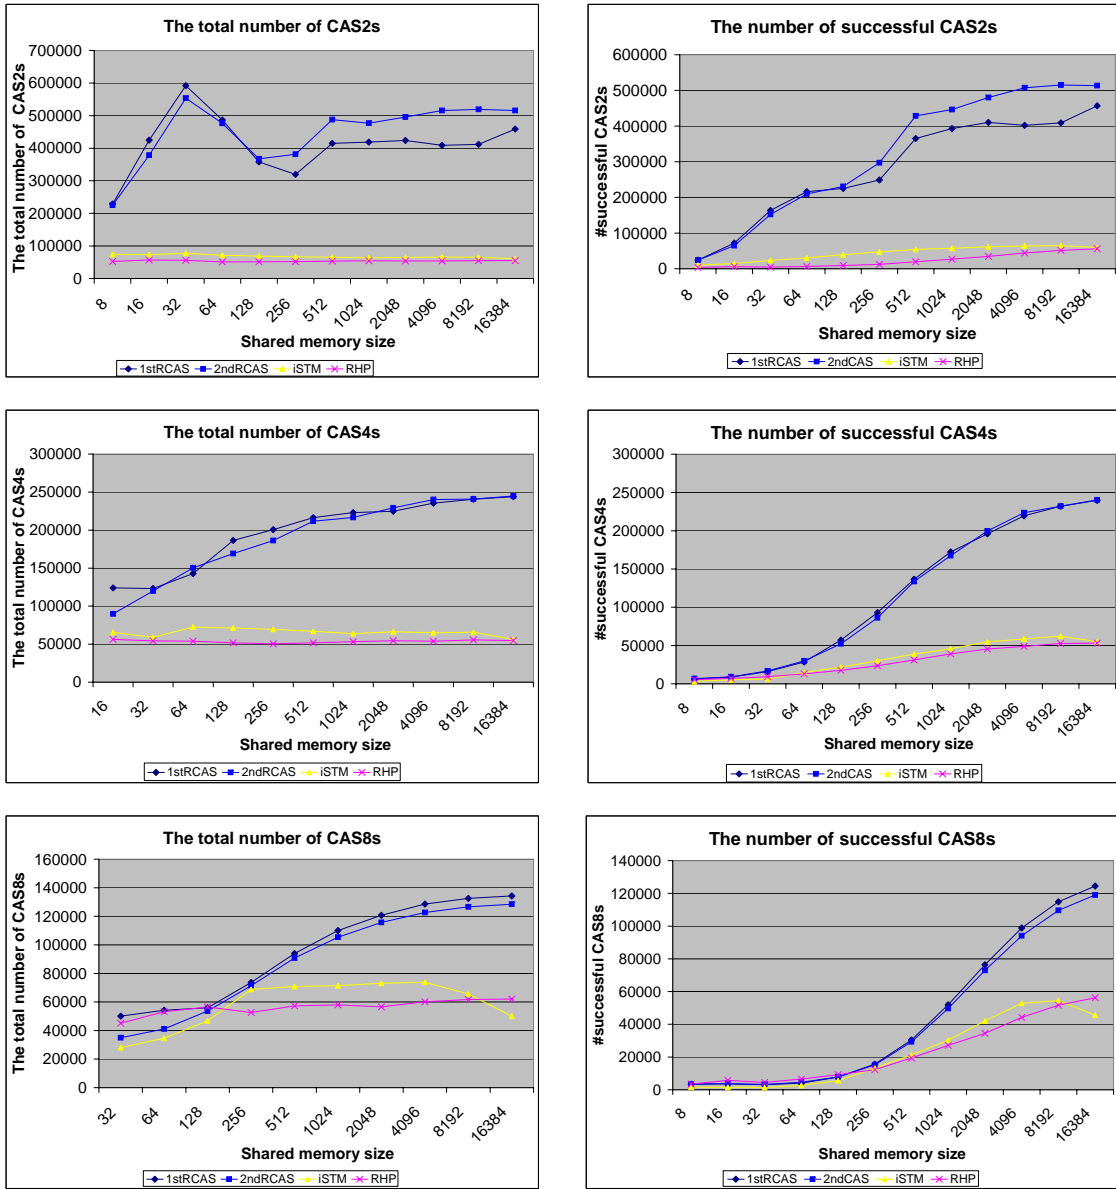 The total number of CAS2s
The total number of CAS2s
700000
600000
500000
400000
300000
200000
100000
0
8 16 32 64 128 256 512 1024 2048 4096 8192 16384
Shared memory size
1stRCAS 2ndRCAS iSTM RHP
The number of successful CAS2s
#successful CAS2s
600000
500000
400000
300000
200000
100000
0
8 16 32 64 128 256 512 1024 2048 4096 8192 16384
Shared memory size
1stRCAS 2ndCAS iSTM RHP
The total number of CAS4s
The total number of CAS4s
300000
250000
200000
150000
100000
50000
0
16 32 64 128 256 512 1024 2048 4096 8192 16384
Shared memory size
1stRCAS 2ndRCAS iSTM RHP
The number of successful CAS4s
#successful CAS4s
300000
250000
200000
150000
100000
50000
0
8 16 32 64 128 256 512 1024 2048 4096 8192 16384
Shared memory size
1stRCAS 2ndCAS iSTM RHP
The total number of CAS8s
The total number of CAS8s
160000
140000
120000
100000
80000
60000
40000
20000
0
32 64 128 256 512 1024 2048 4096 8192 16384
Shared memory size
1stRCAS 2ndRCAS iSTM RHP
The number of successful CAS8s
#successful CAS8s
140000
120000
100000
80000
60000
40000
20000
0
8 16 32 64 128 256 512 1024 2048 4096 8192 16384
Shared memory size
1stRCAS 2ndCAS iSTM RHP